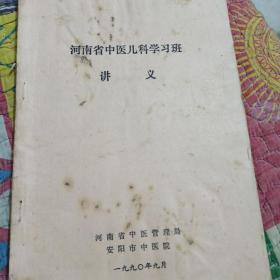 河南省中医儿科学习班
讲义
河南省中医管理局
安阳市中医院
一九九〇年九月